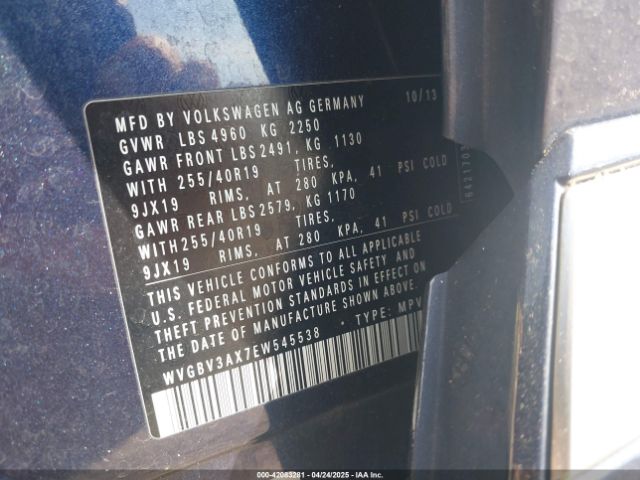 MFD BY VOLKSWAGEN AG GERMANY 10/13
GVWR LBS 4960 KG 2250
GAWR FRONT LBS 2491, KG 1130
WITH 255/40R19 TIRES,
9JX19 RIMS, AT 280 KPA, 41 PSI COLD
GAWR REAR LBS 2579, KG 1170
WITH 255/40R19 TIRES,
9JX19 RIMS, AT 280 KPA, 41 PSI COLD
THIS VEHICLE CONFORMS TO ALL APPLICABLE
U.S. FEDERAL MOTOR VEHICLE SAFETY AND
THEFT PREVENTION STANDARDS IN EFFECT ON
THE DATE OF MANUFACTURE SHOWN ABOVE.
WVGBV3AX7EW545538 * TYPE: MPV
000-42083281 - 04/24/2025 - IAA Inc.